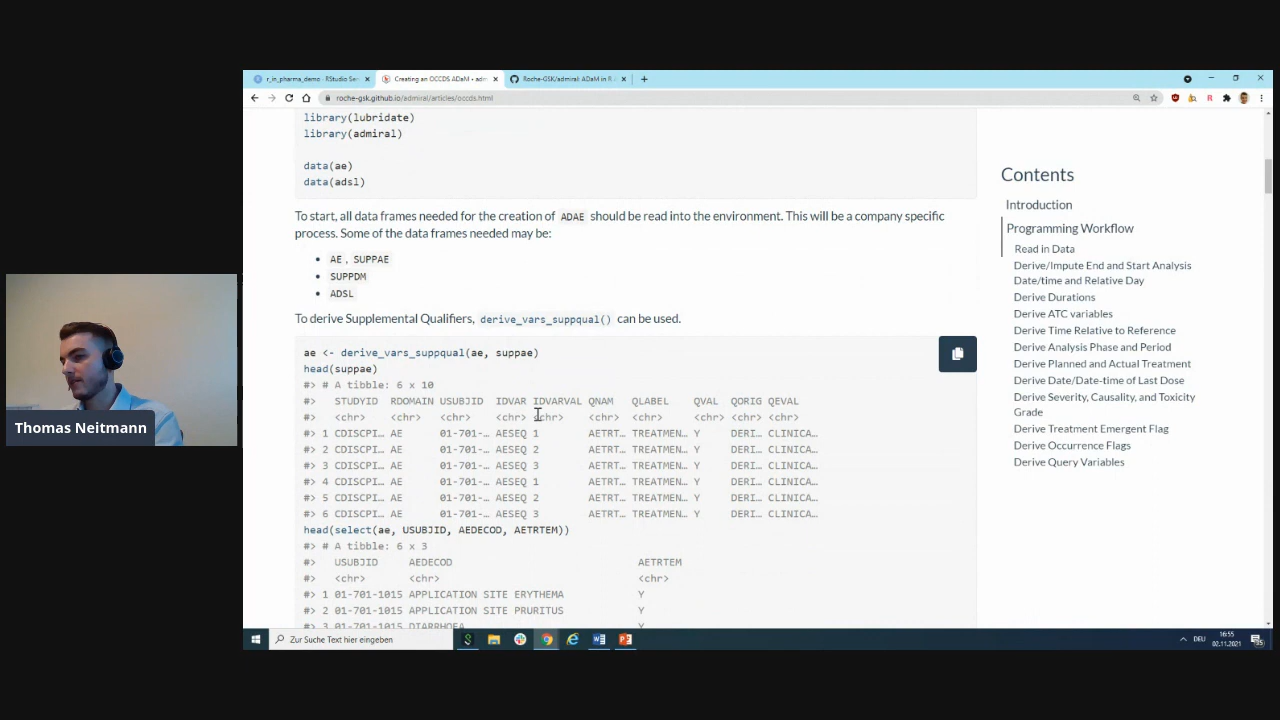 r_in_pharma_demo - RStudio Se
Creating an OCCDS ADaM • adm
Roche-GSK/admiral: ADaM in R A
roche-gsk.github.io/admiral/articles/occds.html
library(lubridate)
library(admiral)
data(ae)
data(adsl)
To start, all data frames needed for the creation of ADAE should be read into the environment. This will be a company specific
process. Some of the data frames needed may be:
• AE , SUPPAE
• SUPPDM
• ADSL
To derive Supplemental Qualifiers, derive_vars_suppqual() can be used.
ae <- derive_vars_suppqual(ae, suppae)
head(suppae)
#> # A tibble: 6 x 10
#> STUDYID RDOMAIN USUBJID IDVAR IDVARVAL QNAM QLABEL QVAL QORIG QEVAL
#> <chr> <chr> <chr> <chr> <chr> <chr> <chr> <chr> <chr> <chr>
#> 1 CDISCPI… AE 01-701-… AESEQ 1 AETRT… TREATMEN… Y DERI… CLINICA…
#> 2 CDISCPI… AE 01-701-… AESEQ 2 AETRT… TREATMEN… Y DERI… CLINICA…
#> 3 CDISCPI… AE 01-701-… AESEQ 3 AETRT… TREATMEN… Y DERI… CLINICA…
#> 4 CDISCPI… AE 01-701-… AESEQ 1 AETRT… TREATMEN… Y DERI… CLINICA…
#> 5 CDISCPI… AE 01-701-… AESEQ 2 AETRT… TREATMEN… Y DERI… CLINICA…
#> 6 CDISCPI… AE 01-701-… AESEQ 3 AETRT… TREATMEN… Y DERI… CLINICA…
head(select(ae, USUBJID, AEDECOD, AETRTEM))
#> # A tibble: 6 x 3
#> USUBJID AEDECOD AETRTEM
#> <chr> <chr> <chr>
#> 1 01-701-1015 APPLICATION SITE ERYTHEMA Y
#> 2 01-701-1015 APPLICATION SITE PRURITUS Y
#> 3 01-701-1015 DIARRHOEA Y
Contents
Introduction
Programming Workflow
Read in Data
Derive/Impute End and Start Analysis
Date/time and Relative Day
Derive Durations
Derive ATC variables
Derive Time Relative to Reference
Derive Analysis Phase and Period
Derive Planned and Actual Treatment
Derive Date/Date-time of Last Dose
Derive Severity, Causality, and Toxicity
Grade
Derive Treatment Emergent Flag
Derive Occurrence Flags
Derive Query Variables
Thomas Neitmann
Zur Suche Text hier eingeben
DEU
16:55
02.11.2021